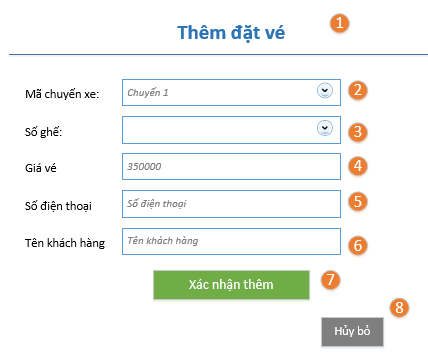 Thêm đặt vé 1
Mã chuyến xe: Chuyến 1 2
Số ghế: 3
Giá vé 350000 4
Số điện thoại Số điện thoại 5
Tên khách hàng Tên khách hàng 6
Xác nhận thêm 7
8
Hủy bỏ